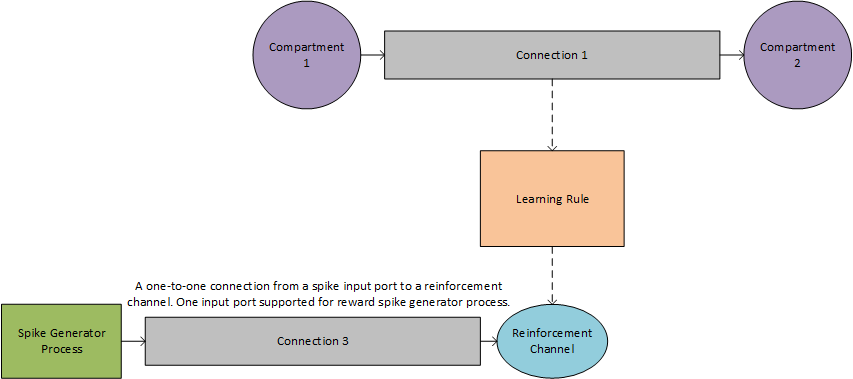 Compartment
1
Connection 1
Compartment
2
Learning Rule
A one-to-one connection from a spike input port to a reinforcement
channel. One input port supported for reward spike generator process.
Spike Generator
Process
Connection 3
Reinforcement
Channel